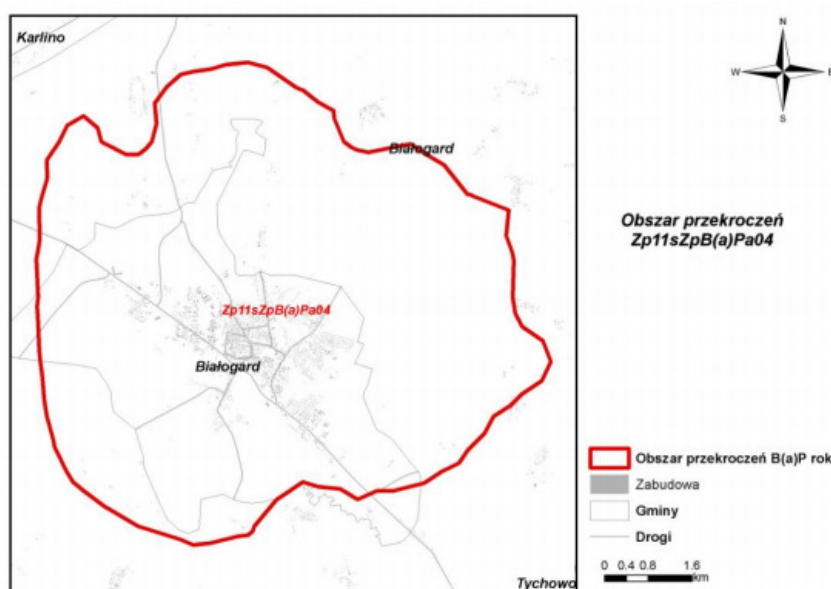 Karlino
Białogard
Zp11sZpB(a)Pa04
Białogard
Tychowo
N
W
E
S
Obszar przekroczeń
Zp11sZpB(a)Pa04
Obszar przekroczeń B(a)P rok
Zabudowa
Gminy
Drogi
0 0.4 0.8 1.6
km